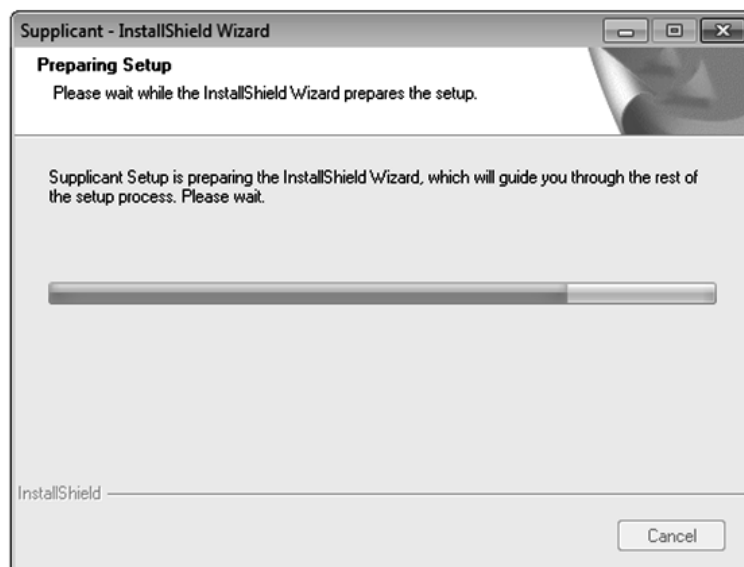 Supplicant - InstallShield Wizard
Preparing Setup
Please wait while the InstallShield Wizard prepares the setup.
Supplicant Setup is preparing the InstallShield Wizard, which will guide you through the rest of
the setup process. Please wait.
InstallShield
Cancel